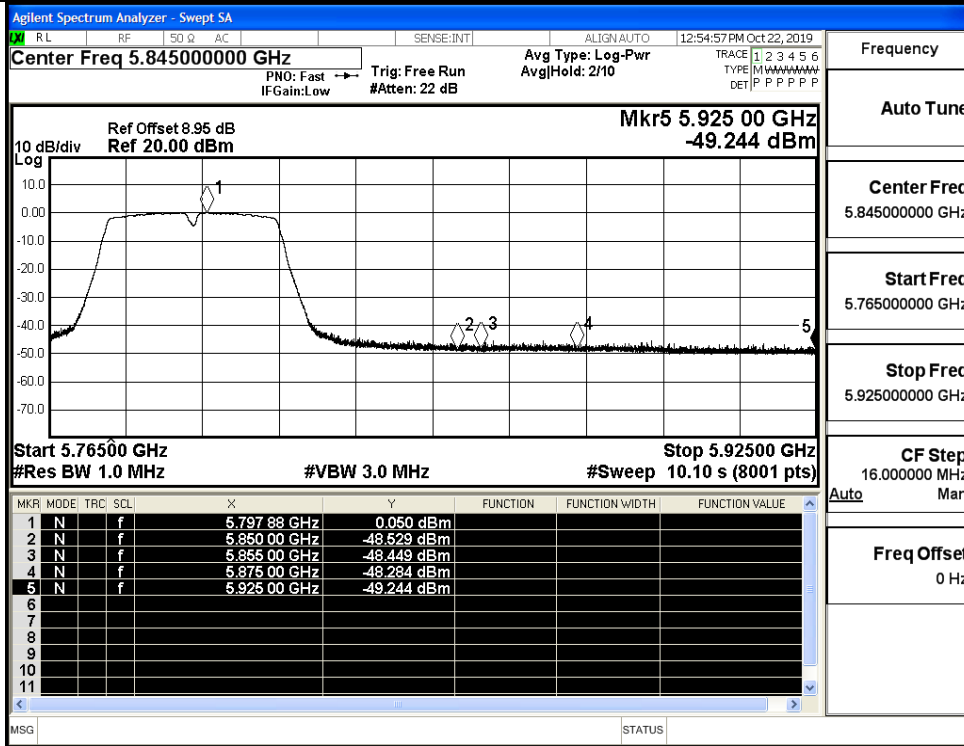 Agilent Spectrum Analyzer - Swept SA
LXI RL RF 50 Ω AC SENSE:INT ALIGN AUTO 12:54:57 PM Oct 22, 2019
Center Freq 5.845000000 GHz
PNO: Fast
IFGain:Low
Trig: Free Run
#Atten: 22 dB
Avg Type: Log-Pwr
Avg|Hold: 2/10
TRACE 1 2 3 4 5 6
TYPE M WWWWW
DET P P P P P P
Mkr5 5.925 00 GHz
-49.244 dBm
Ref Offset 8.95 dB
10 dB/div Ref 20.00 dBm
Log
10.0
0.00
-10.0
-20.0
-30.0
-40.0
-50.0
-60.0
-70.0
1
2
3
4
5
Start 5.76500 GHz Stop 5.92500 GHz
#Res BW 1.0 MHz #VBW 3.0 MHz #Sweep 10.10 s (8001 pts)
MKR MODE TRC SCL X Y FUNCTION FUNCTION WIDTH FUNCTION VALUE
1 N f 5.797 88 GHz 0.050 dBm
2 N f 5.850 00 GHz -48.529 dBm
3 N f 5.855 00 GHz -48.449 dBm
4 N f 5.875 00 GHz -48.284 dBm
5 N f 5.925 00 GHz -49.244 dBm
6
7
8
9
10
11
MSG STATUS
Frequency
Auto Tune
Center Freq
5.845000000 GHz
Start Freq
5.765000000 GHz
Stop Freq
5.925000000 GHz
CF Step
16.000000 MHz
Auto Man
Freq Offset
0 Hz